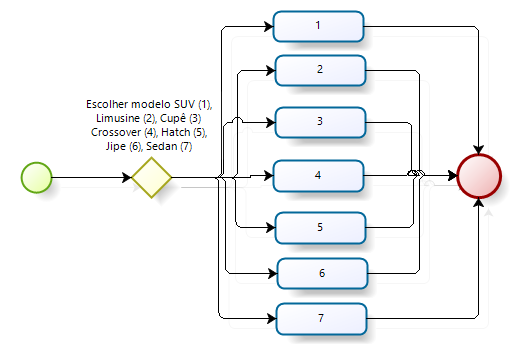 Escolher modelo SUV (1),
Limusine (2), Cupê (3)
Crossover (4), Hatch (5),
Jipe (6), Sedan (7)
1
2
3
4
5
6
7